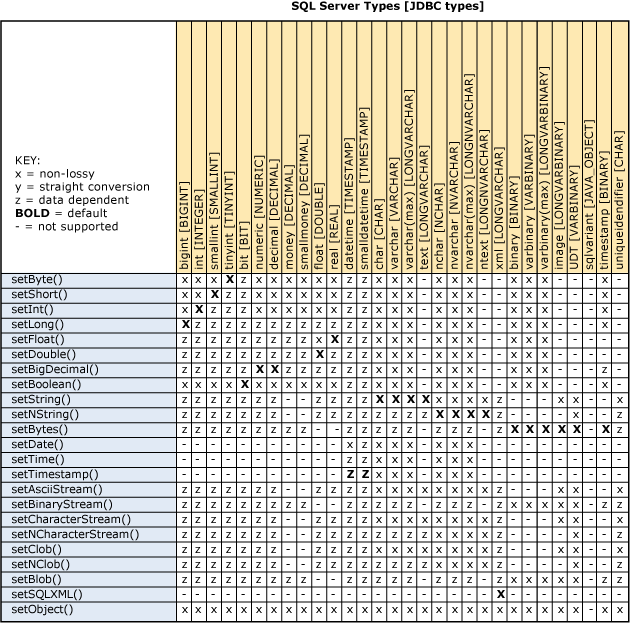 SQL Server Types [JDBC types]
KEY:
x = non-lossy
y = straight conversion
z = data dependent
BOLD = default
- = not supported
bigint [BIGINT]
int [INTEGER]
smallint [SMALLINT]
tinyint [TINYINT]
bit [BIT]
numeric [NUMERIC]
decimal [DECIMAL]
money [DECIMAL]
smallmoney [DECIMAL]
float [DOUBLE]
real [REAL]
datetime [TIMESTAMP]
smalldatetime [TIMESTAMP]
char [CHAR]
varchar [VARCHAR]
varchar(max) [LONGVARCHAR]
text [LONGVARCHAR]
nchar [NCHAR]
nvarchar [NVARCHAR]
nvarchar(max) [LONGNVARCHAR]
ntext [LONGNVARCHAR]
xml [LONGNVARCHAR]
binary [BINARY]
varbinary [VARBINARY]
varbinary(max) [LONGVARBINARY]
image [LONGVARBINARY]
UDT [VARBINARY]
sqlvariant [JAVA_OBJECT]
timestamp [BINARY]
uniqueidendifier [CHAR]
setByte() x x x x z x x x x x x z z x x x - x x x - - x x x - - - x -
setShort() x x x z z x x x x x x z z x x x - x x x - - x x x - - - x -
setInt() x x z z z x x x x x x z z x x x - x x x - - x x x - - - x -
setLong() x z z z z z z z z z z z z x x x - x x x - - x x x - - - x -
setFloat() z z z z z z z z z x x z z x x x - x x x - - x x x - - - - -
setDouble() z z z z z z z z z x z z z x x x - x x x - - x x x - - - - -
setBigDecimal() z z z z z x x z z z z z z x x x - x x x - - x x x - - - z -
setBoolean() x x x x x x x x x x x z z x x x - x x x - - x x x - - - - -
setString() z z z z z z z - - z z z z x x x x z z z z z - - - x x - - x
setNString() z z z z z z z - - z z z z z z z z x x x x z - - - - x - - z
setBytes() z z z z z z z z z - - z z z z z z z z z z z x x x x x - x z
setDate() - - - - - - - - - - - x z x x x - x x x - - - - - - - - - -
setTime() - - - - - - - - - - - z z x x x - x x x - - - - - - - - - -
setTimestamp() - - - - - - - - - - - z z x x x - x x x - - - - - - - - - -
setAsciiStream() z z z z z z z - - z z z z x x x x x x x x z - - - x x - - x
setBinaryStream() z z z z z z z z z - - z z z z z z z z z z z x x x x x - z z
setCharacterStream() z z z z z z z - - z z z z x x x x x x x x z - - - x x - - x
setNCharacterStream() z z z z z z z - - z z z z x x x x x x x x z - - - - x - - z
setClob() z z z z z z z - - z z z z x x x x x x x x z - - - x x - - x
setNClob() z z z z z z z - - z z z z x x x x x x x x z - - - - x - - z
setBlob() z z z z z z z z z - - z z z z z z z z z z z x x x x x - z z
setSQLXML() - - - - - - - - - - - - - - - - - - - - - x - - - - - - - -
setObject() x x x x x x x x x x x x x x x x x x x x x x x x x x x x x x